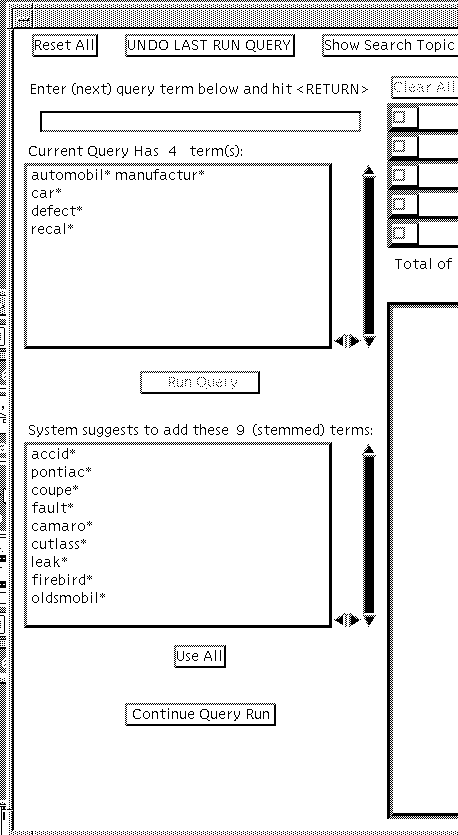 Reset All
UNDO LAST RUN QUERY
Show Search Topic
Enter (next) query term below and hit <RETURN>
Clear All
Current Query Has 4 term(s):
automobil* manufactur*
car*
defect*
recal*
Total of
Run Query
System suggests to add these 9 (stemmed) terms:
accid*
pontiac*
coupe*
fault*
camaro*
cutlass*
leak*
firebird*
oldsmobil*
Use All
Continue Query Run